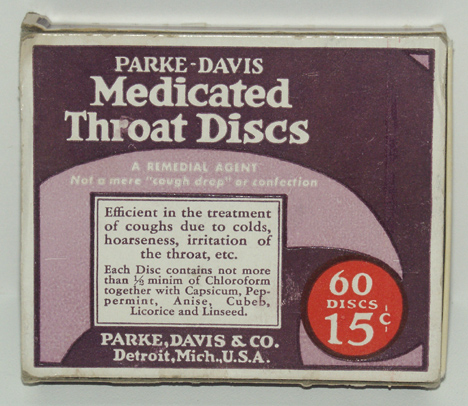 PARKE-DAVIS
Medicated
Throat Discs
A REMEDIAL AGENT
Not a mere "cough drop" or confection
Efficient in the treatment
of coughs due to colds,
hoarseness, irritation of
the throat, etc.
Each Disc contains not more
than ½ minim of Chloroform
together with Capsicum, Pep-
permint, Anise, Cubeb,
Licorice and Linseed.
60
DISCS
15¢
PARKE, DAVIS & CO.
Detroit, Mich., U.S.A.